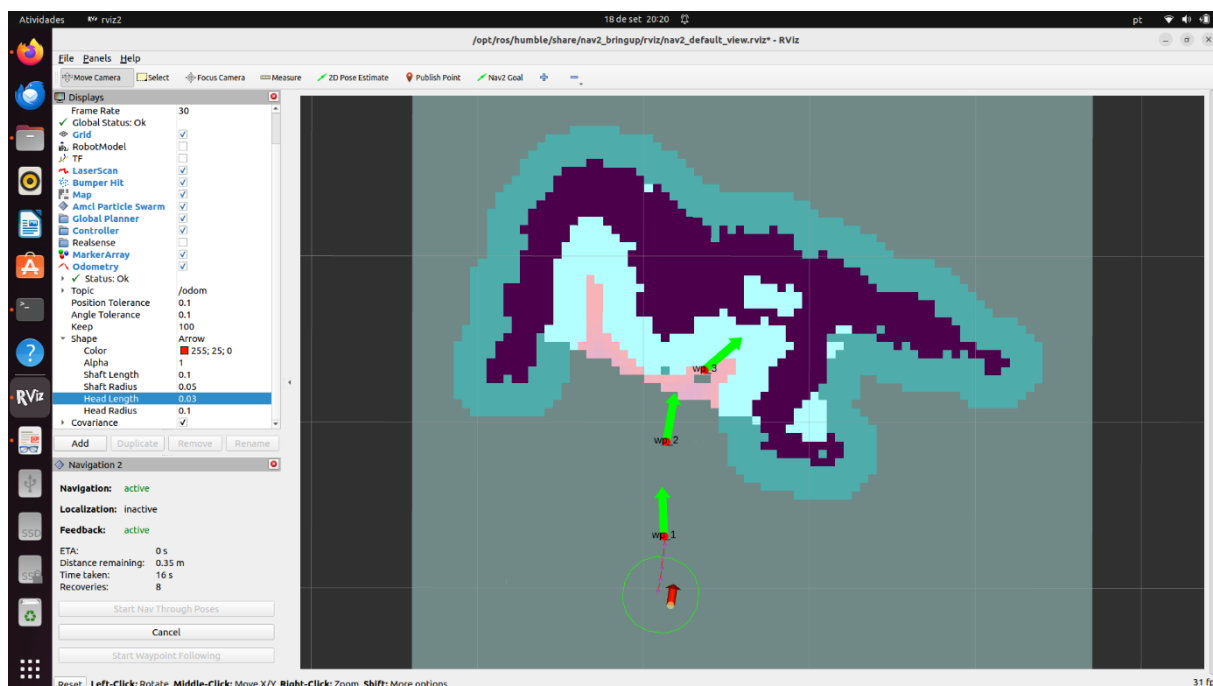 Atividades rviz2 18 de set 20:20 pt
/opt/ros/humble/share/nav2_bringup/rviz/nav2_default_view.rviz* - RViz
File Panels Help
Move Camera Select Focus Camera Measure 2D Pose Estimate Publish Point Nav2 Goal
Displays
Frame Rate 30
Global Status: Ok
Grid
RobotModel
TF
LaserScan
Bumper Hit
Map
Amcl Particle Swarm
Global Planner
Controller
Realsense
MarkerArray
Odometry
Status: Ok
Topic /odom
Position Tolerance 0.1
Angle Tolerance 0.1
Keep 100
Shape Arrow
Color 255; 25; 0
Alpha 1
Shaft Length 0.1
Shaft Radius 0.05
Head Length 0.03
Head Radius 0.1
Covariance
Add Duplicate Remove Rename
Navigation 2
Navigation: active
Localization: inactive
Feedback: active
ETA: 0 s
Distance remaining: 0.35 m
Time taken: 16 s
Recoveries: 8
Start Nav Through Poses
Cancel
Start Waypoint Following
wp_3
wp_2
wp_1
RViz
SSD
SSD
Reset Left-Click: Rotate. Middle-Click: Move X/Y. Right-Click: Zoom. Shift: More options. 31 fp